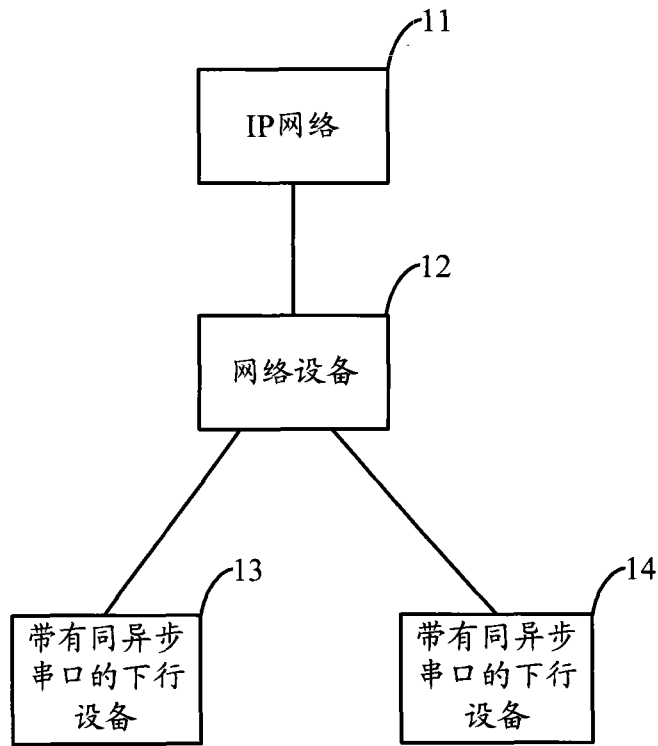 11
IP网络
12
网络设备
13
带有同异步
串口的下行
设备
14
带有同异步
串口的下行
设备